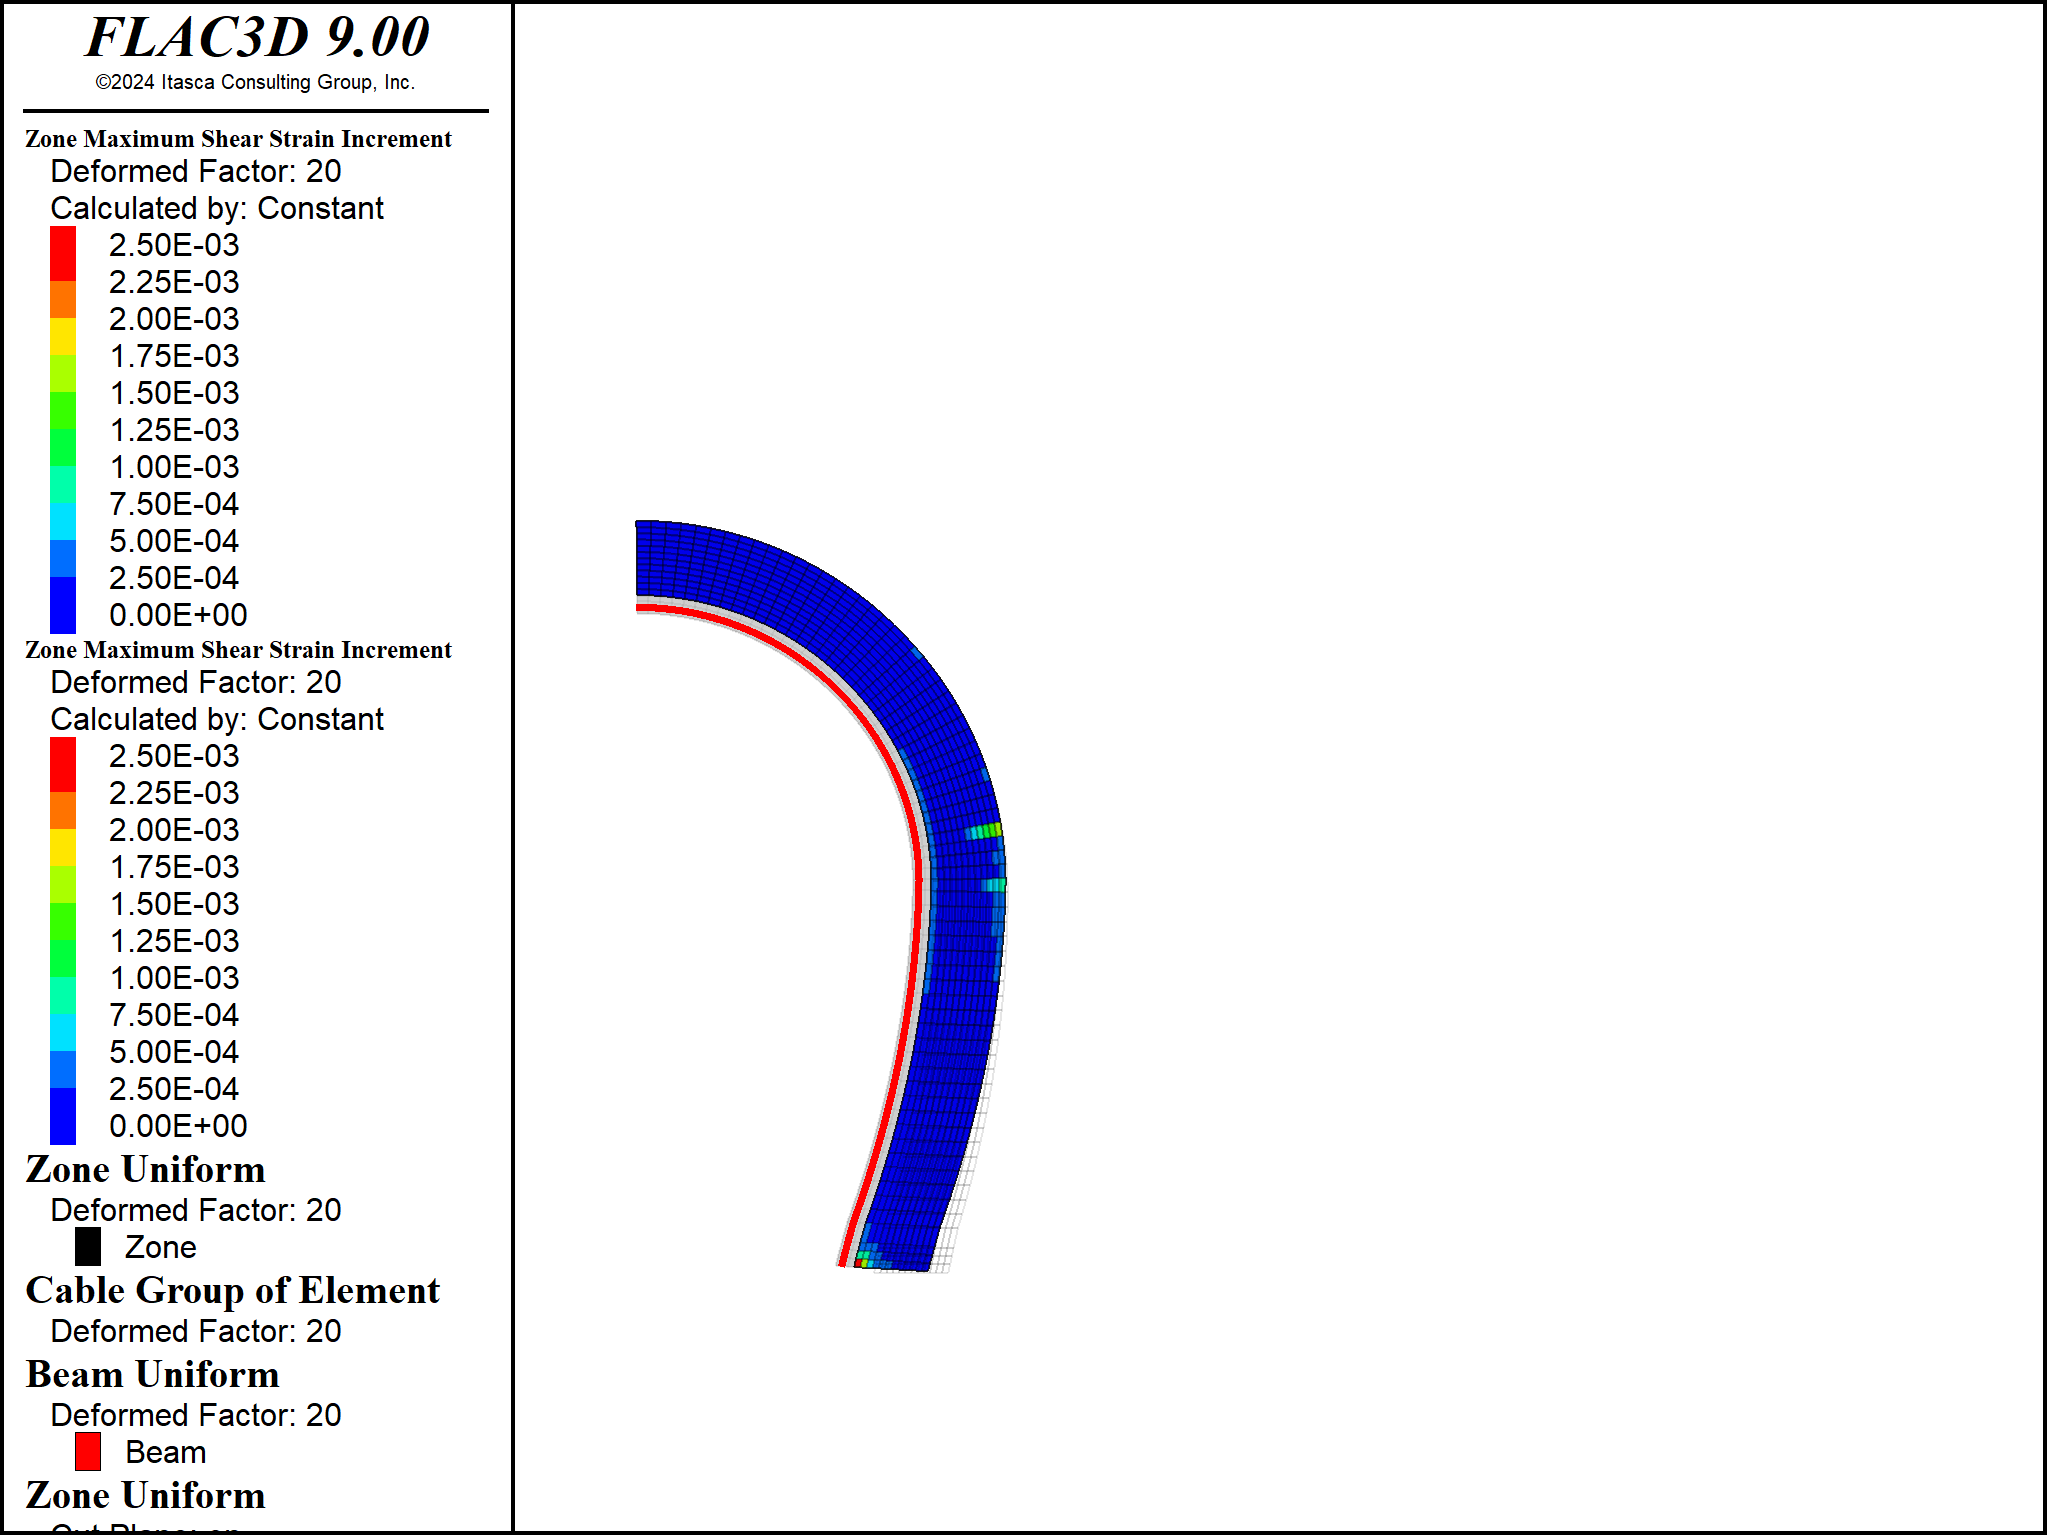 FLAC3D 9.00
©2024 Itasca Consulting Group, Inc.
Zone Maximum Shear Strain Increment
Deformed Factor: 20
Calculated by: Constant
2.50E-03
2.25E-03
2.00E-03
1.75E-03
1.50E-03
1.25E-03
1.00E-03
7.50E-04
5.00E-04
2.50E-04
0.00E+00
Zone Maximum Shear Strain Increment
Deformed Factor: 20
Calculated by: Constant
2.50E-03
2.25E-03
2.00E-03
1.75E-03
1.50E-03
1.25E-03
1.00E-03
7.50E-04
5.00E-04
2.50E-04
0.00E+00
Zone Uniform
Deformed Factor: 20
Zone
Cable Group of Element
Deformed Factor: 20
Beam Uniform
Deformed Factor: 20
Beam
Zone Uniform